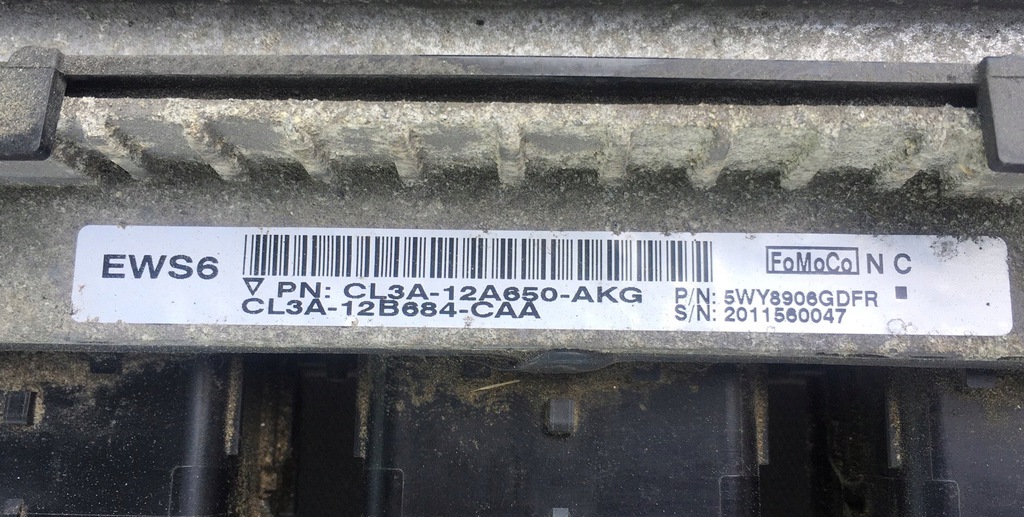 EWS6
PN: CL3A-12A650-AKG
CL3A-12B684-CAA
FoMoCo N C
P/N: 5WY8906GDFR
S/N: 2011560047